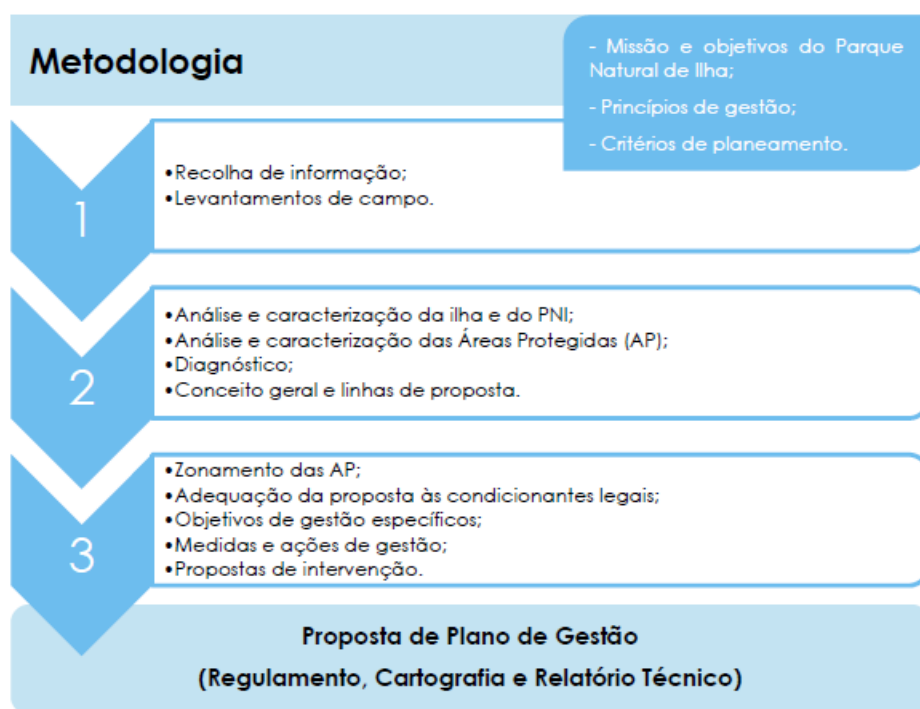 Metodologia
- Missão e objetivos do Parque
Natural de Ilha;
- Princípios de gestão;
- Critérios de planeamento.
1
•Recolha de informação;
•Levantamentos de campo.
2
•Análise e caracterização da ilha e do PNI;
•Análise e caracterização das Áreas Protegidas (AP);
•Diagnóstico;
•Conceito geral e linhas de proposta.
3
•Zonamento das AP;
•Adequação da proposta às condicionantes legais;
•Objetivos de gestão específicos;
•Medidas e ações de gestão;
•Propostas de intervenção.
Proposta de Plano de Gestão
(Regulamento, Cartografia e Relatório Técnico)